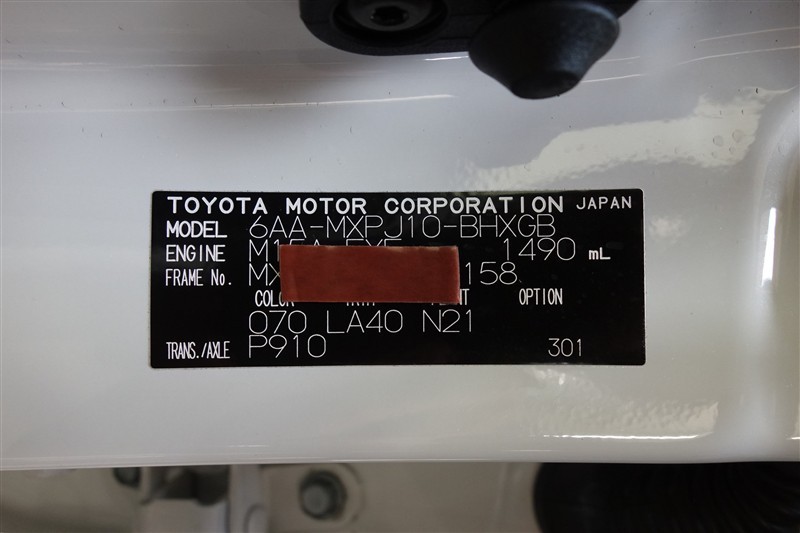 TOYOTA MOTOR CORPORATION JAPAN
MODEL 6AA-MXPJ10-BHXGB
ENGINE 1490 mL
FRAME No. MX 158
COLOR OPTION
070 LA40 N21
TRANS./AXLE P910 301